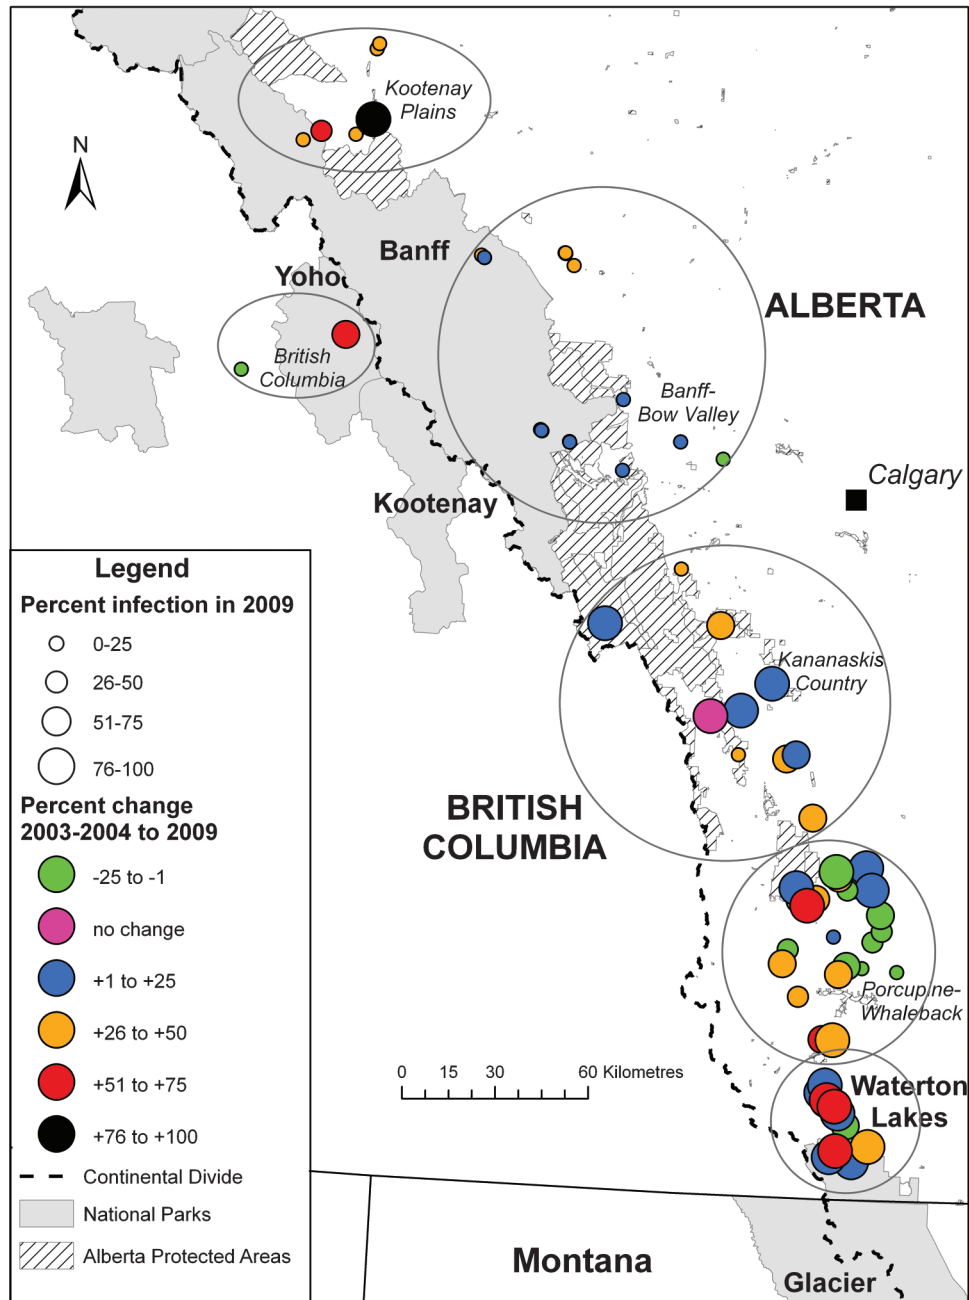 Kootenay
Plains
N
Banff
Yoho
ALBERTA
British
Columbia
Banff-
Bow Valley
Calgary
Kootenay
Legend
Percent infection in 2009
0-25
26-50
51-75
76-100
Percent change
2003-2004 to 2009
-25 to -1
no change
+1 to +25
+26 to +50
+51 to +75
+76 to +100
Continental Divide
National Parks
Alberta Protected Areas
Kananaskis
Country
BRITISH
COLUMBIA
Porcupine-
Whaleback
0 15 30 60 Kilometres
Waterton
Lakes
Montana
Glacier